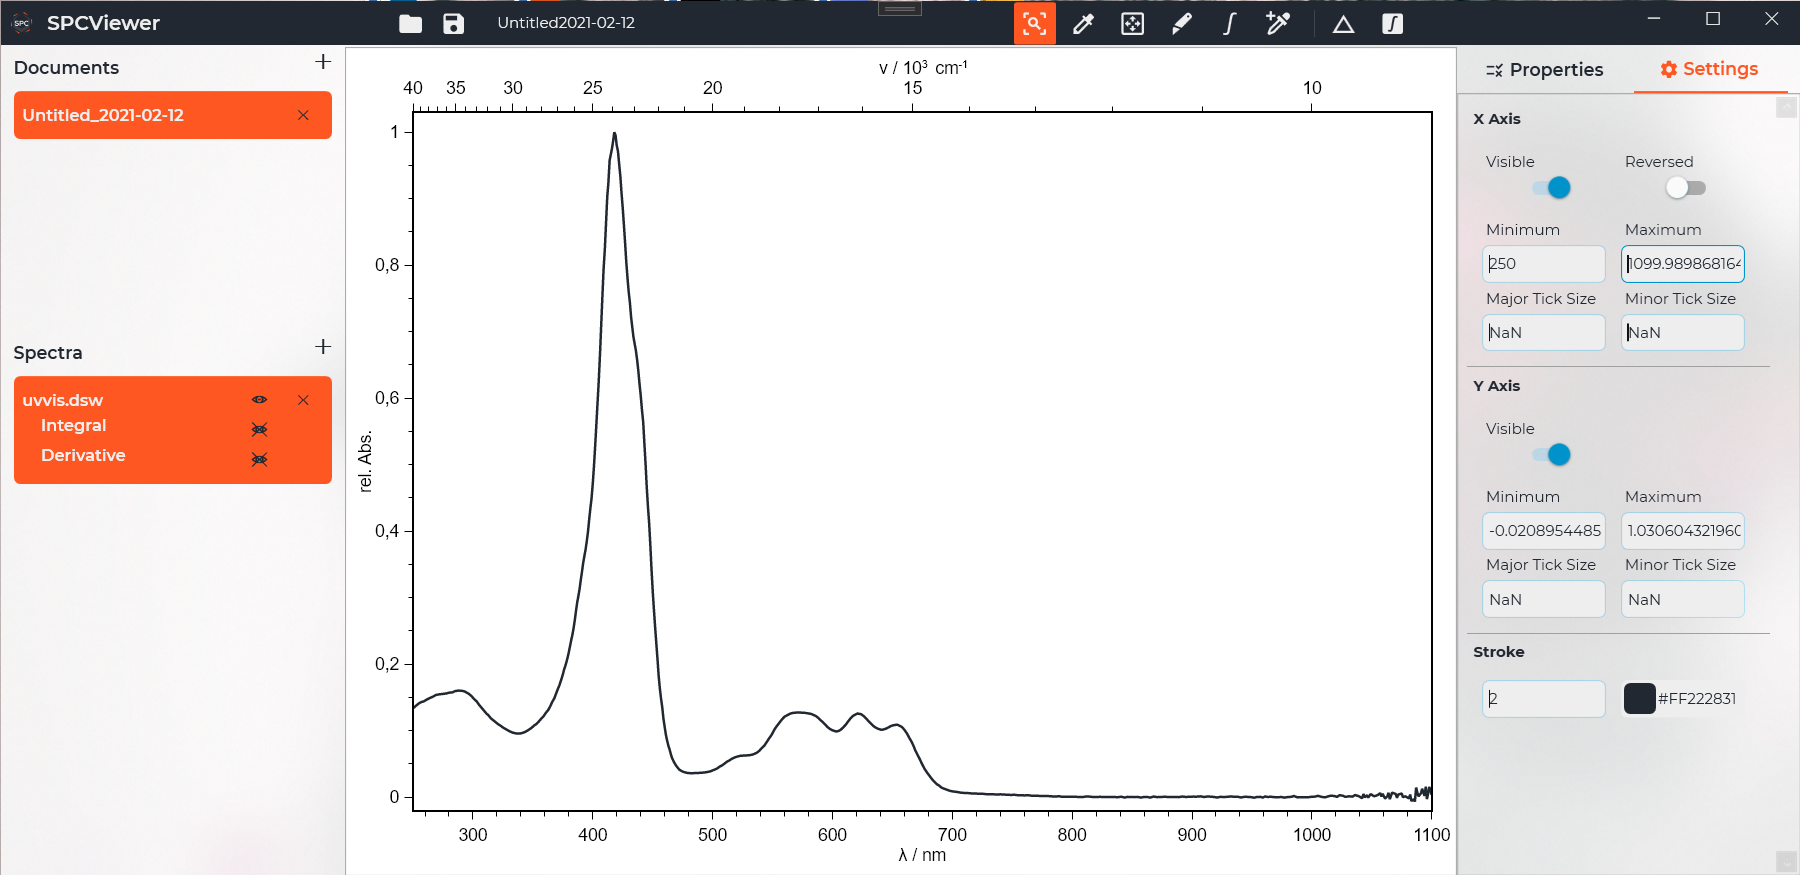 SPC SPCViewer Untitled2021-02-12
Documents +
Untitled_2021-02-12
Spectra +
uvvis.dsw
Integral
Derivative
ν / 10³ cm⁻¹
40 35 30 25 20 15 10
1
0,8
0,6
0,4
0,2
0
rel. Abs.
300 400 500 600 700 800 900 1000 1100
λ / nm
Properties Settings
X Axis
Visible Reversed
Minimum Maximum
250 1099.989868164
Major Tick Size Minor Tick Size
NaN NaN
Y Axis
Visible
Minimum Maximum
-0.0208954485 1.030604321960
Major Tick Size Minor Tick Size
NaN NaN
Stroke
2 #FF222831